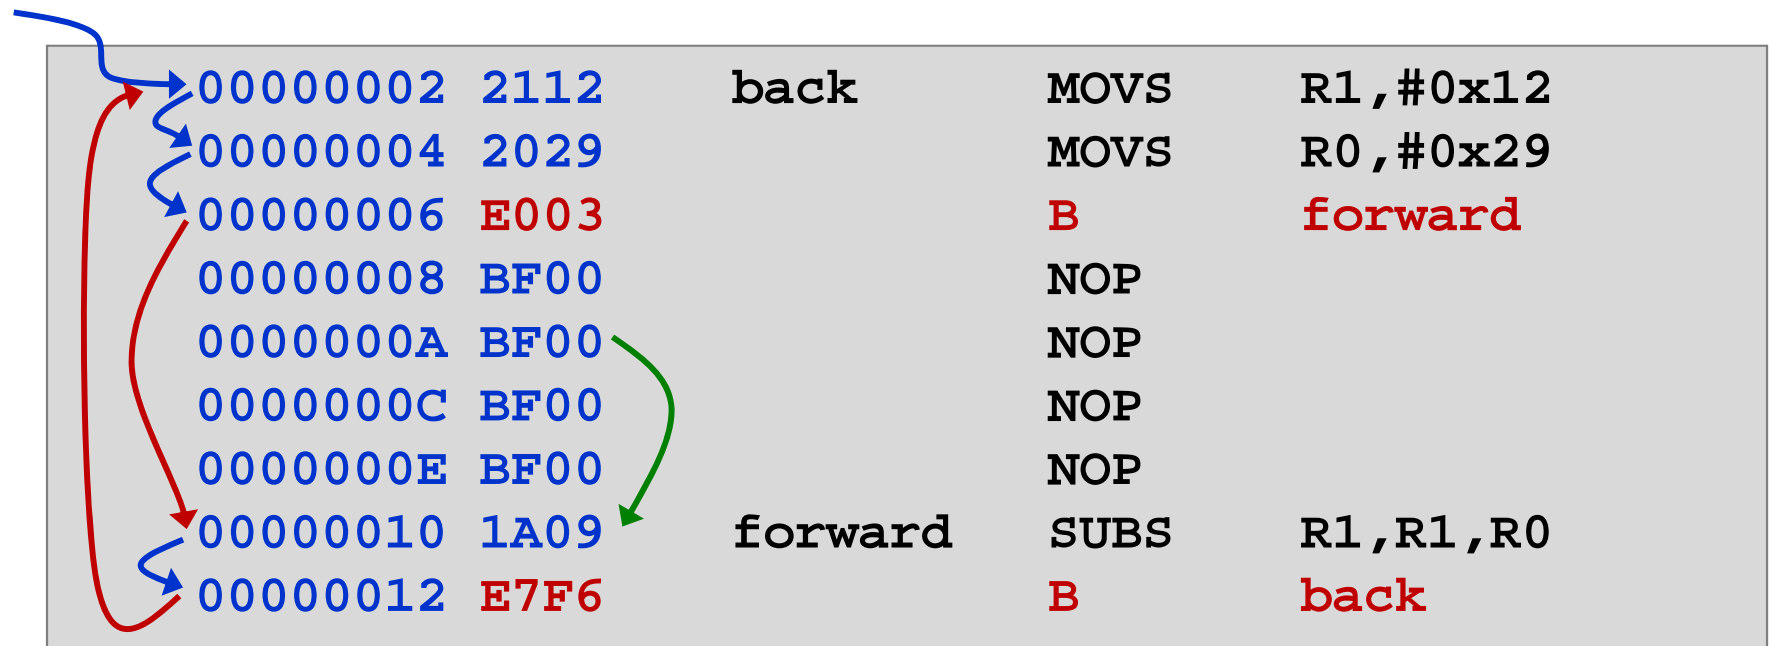 00000002 2112 back MOVS R1,#0x12
00000004 2029 MOVS R0,#0x29
00000006 E003 B forward
00000008 BF00 NOP
0000000A BF00 NOP
0000000C BF00 NOP
0000000E BF00 NOP
00000010 1A09 forward SUBS R1,R1,R0
00000012 E7F6 B back